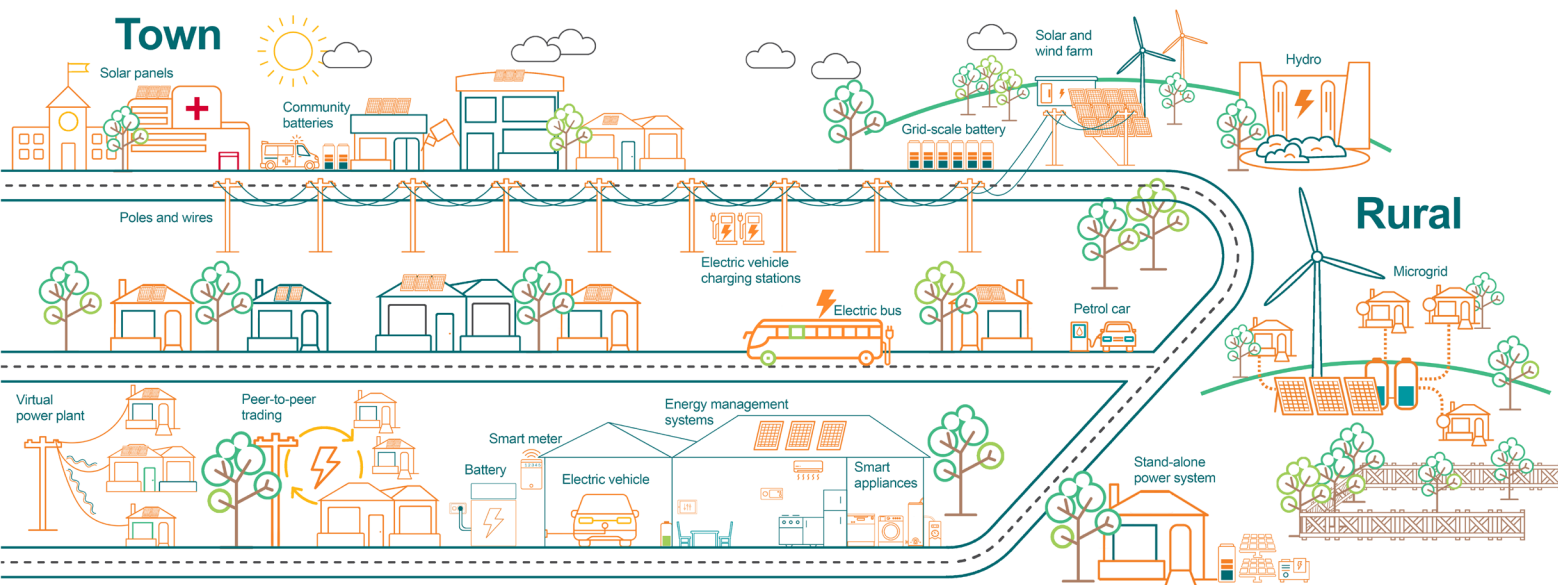 Town
Solar panels
Community
batteries
Solar and
wind farm
Hydro
Grid-scale battery
Poles and wires
Rural
Electric vehicle
charging stations
Microgrid
Electric bus
Petrol car
Virtual
power plant
Peer-to-peer
trading
Energy management
systems
Smart meter
Battery
Electric vehicle
Smart
appliances
Stand-alone
power system